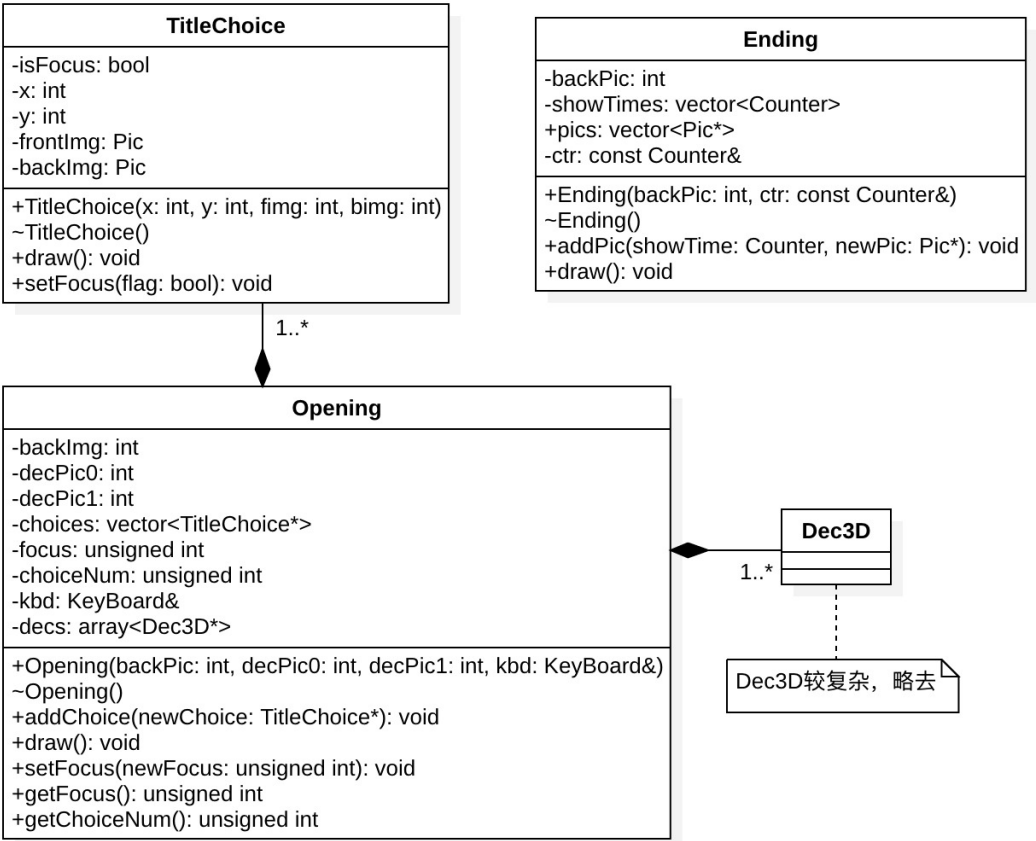 TitleChoice
-isFocus: bool
-x: int
-y: int
-frontImg: Pic
-backImg: Pic
+TitleChoice(x: int, y: int, fimg: int, bimg: int)
~TitleChoice()
+draw(): void
+setFocus(flag: bool): void
Ending
-backPic: int
-showTimes: vector<Counter>
+pics: vector<Pic*>
-ctr: const Counter&
+Ending(backPic: int, ctr: const Counter&)
~Ending()
+addPic(showTime: Counter, newPic: Pic*): void
+draw(): void
1..*
Opening
-backImg: int
-decPic0: int
-decPic1: int
-choices: vector<TitleChoice*>
-focus: unsigned int
-choiceNum: unsigned int
-kbd: KeyBoard&
-decs: array<Dec3D*>
+Opening(backPic: int, decPic0: int, decPic1: int, kbd: KeyBoard&)
~Opening()
+addChoice(newChoice: TitleChoice*): void
+draw(): void
+setFocus(newFocus: unsigned int): void
+getFocus(): unsigned int
+getChoiceNum(): unsigned int
1..*
Dec3D
Dec3D较复杂，略去